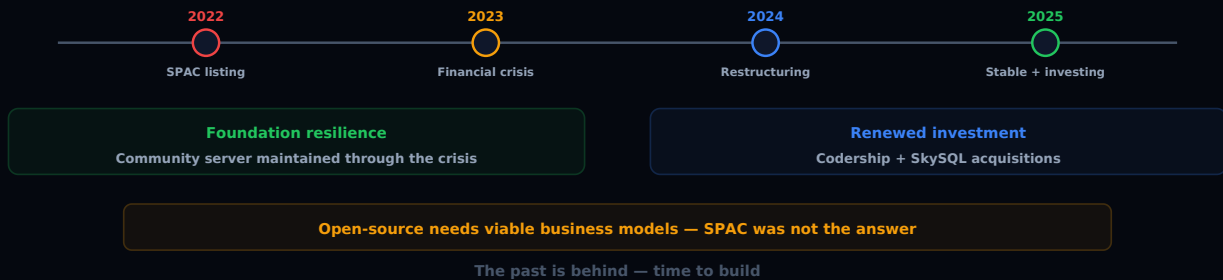 2022 2023 2024 2025
SPAC listing Financial crisis Restructuring Stable + investing
Foundation resilience
Community server maintained through the crisis
Renewed investment
Codership + SkySQL acquisitions
Open-source needs viable business models — SPAC was not the answer
The past is behind — time to build